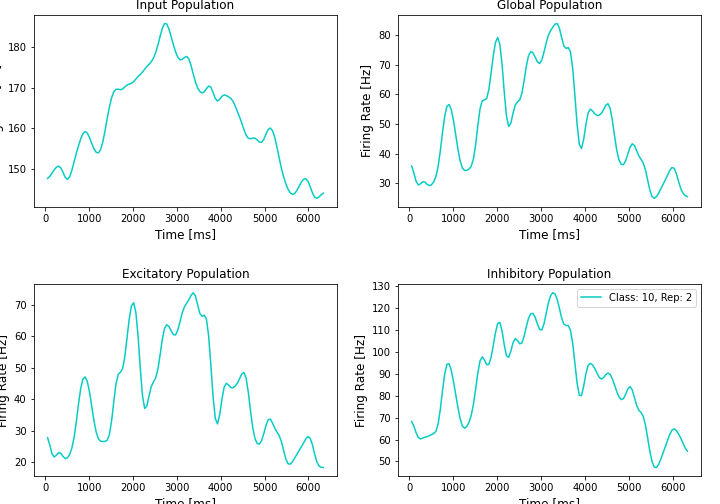 Input Population
Global Population
180
170
160
150
0 1000 2000 3000 4000 5000 6000
Time [ms]
Firing Rate [Hz]
80
70
60
50
40
30
0 1000 2000 3000 4000 5000 6000
Time [ms]
Excitatory Population
Inhibitory Population
Firing Rate [Hz]
70
60
50
40
30
20
0 1000 2000 3000 4000 5000 6000
Time [ms]
Firing Rate [Hz]
130
120
110
100
90
80
70
60
50
Class: 10, Rep: 2
0 1000 2000 3000 4000 5000 6000
Time [ms]